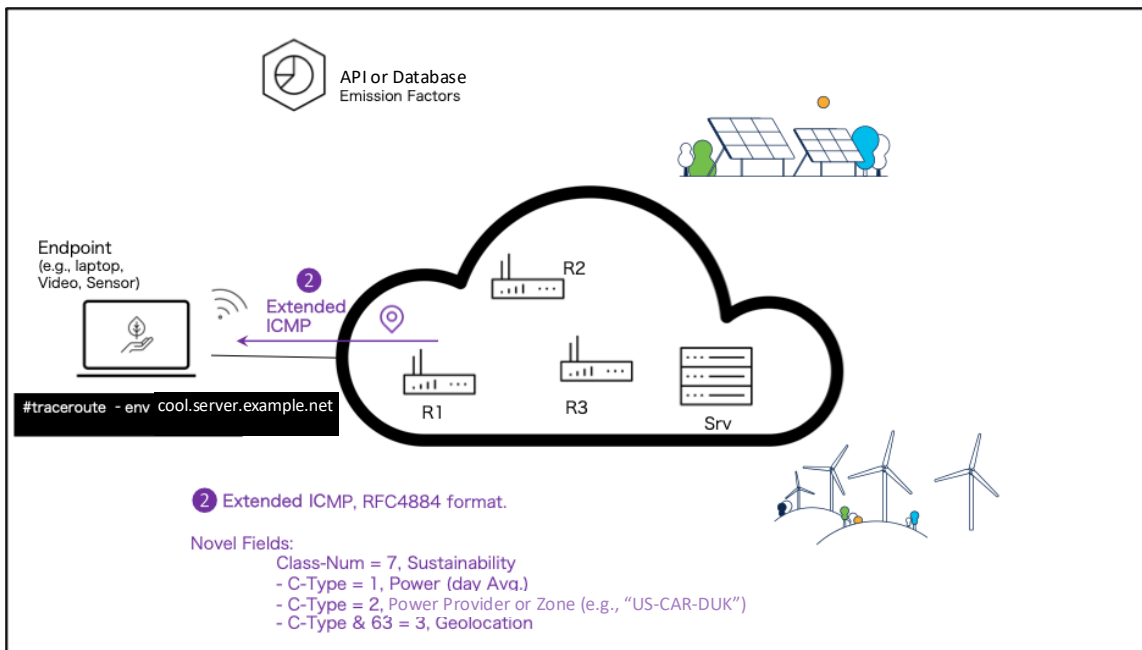 API or Database
Emission Factors
Endpoint
(e.g., laptop,
Video, Sensor)
2
Extended
ICMP
R2
R1
R3
Srv
#traceroute - env cool.server.example.net
2 Extended ICMP, RFC4884 format.
Novel Fields:
Class-Num = 7, Sustainability
- C-Type = 1, Power (day Avg.)
- C-Type = 2, Power Provider or Zone (e.g., “US-CAR-DUK”)
- C-Type & 63 = 3, Geolocation